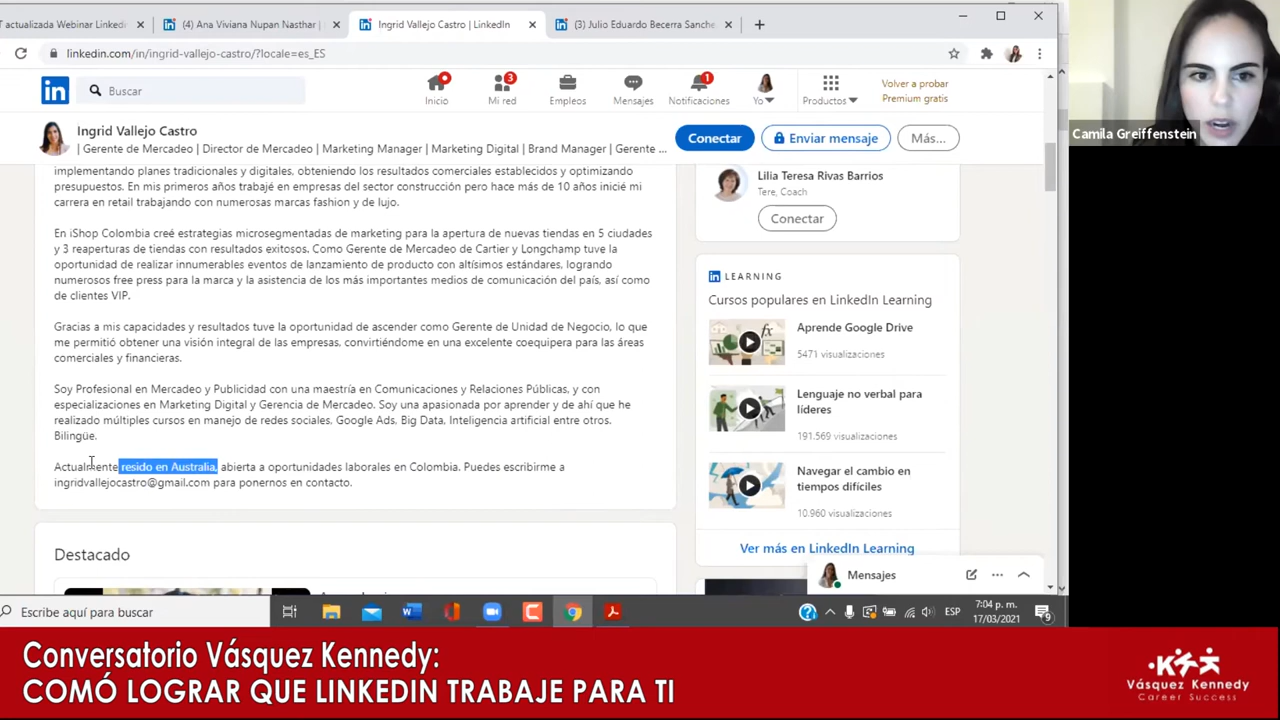 T actualizada Webinar Linkedi
(4) Ana Viviana Nupan Nasthar |
Ingrid Vallejo Castro | LinkedIn
(3) Julio Eduardo Becerra Sanche
linkedin.com/in/ingrid-vallejo-castro/?locale=es_ES
Buscar
Inicio
Mi red
3
Empleos
Mensajes
Notificaciones
1
Yo
Productos
Volver a probar
Premium gratis
Ingrid Vallejo Castro
| Gerente de Mercadeo | Director de Mercadeo | Marketing Manager | Marketing Digital | Brand Manager | Gerente ...
Conectar
Enviar mensaje
Más...
implementando planes tradicionales y digitales, obteniendo los resultados comerciales establecidos y optimizando
presupuestos. En mis primeros años trabajé en empresas del sector construcción pero hace más de 10 años inicié mi
carrera en retail trabajando con numerosas marcas fashion y de lujo.
En iShop Colombia creé estrategias microsegmentadas de marketing para la apertura de nuevas tiendas en 5 ciudades
y 3 reaperturas de tiendas con resultados exitosos. Como Gerente de Mercadeo de Cartier y Longchamp tuve la
oportunidad de realizar innumerables eventos de lanzamiento de producto con altísimos estándares, logrando
numerosos free press para la marca y la asistencia de los más importantes medios de comunicación del país, así como
de clientes VIP.
Gracias a mis capacidades y resultados tuve la oportunidad de ascender como Gerente de Unidad de Negocio, lo que
me permitió obtener una visión integral de las empresas, convirtiéndome en una excelente coequipera para las áreas
comerciales y financieras.
Soy Profesional en Mercadeo y Publicidad con una maestría en Comunicaciones y Relaciones Públicas, y con
especializaciones en Marketing Digital y Gerencia de Mercadeo. Soy una apasionada por aprender y de ahí que he
realizado múltiples cursos en manejo de redes sociales, Google Ads, Big Data, Inteligencia artificial entre otros.
Bilingüe.
Actualmente resido en Australia, abierta a oportunidades laborales en Colombia. Puedes escribirme a
ingridvallejocastro@gmail.com para ponernos en contacto.
Destacado
Lilia Teresa Rivas Barrios
Tere, Coach
Conectar
in LEARNING
Cursos populares en LinkedIn Learning
Aprende Google Drive
5471 visualizaciones
Lenguaje no verbal para
líderes
191.569 visualizaciones
Navegar el cambio en
tiempos difíciles
10.960 visualizaciones
Ver más en LinkedIn Learning
Mensajes
Camila Greiffenstein
Escribe aquí para buscar
ESP
7:04 p. m.
17/03/2021
9
Conversatorio Vásquez Kennedy:
COMÓ LOGRAR QUE LINKEDIN TRABAJE PARA TI
Vásquez Kennedy
Career Success